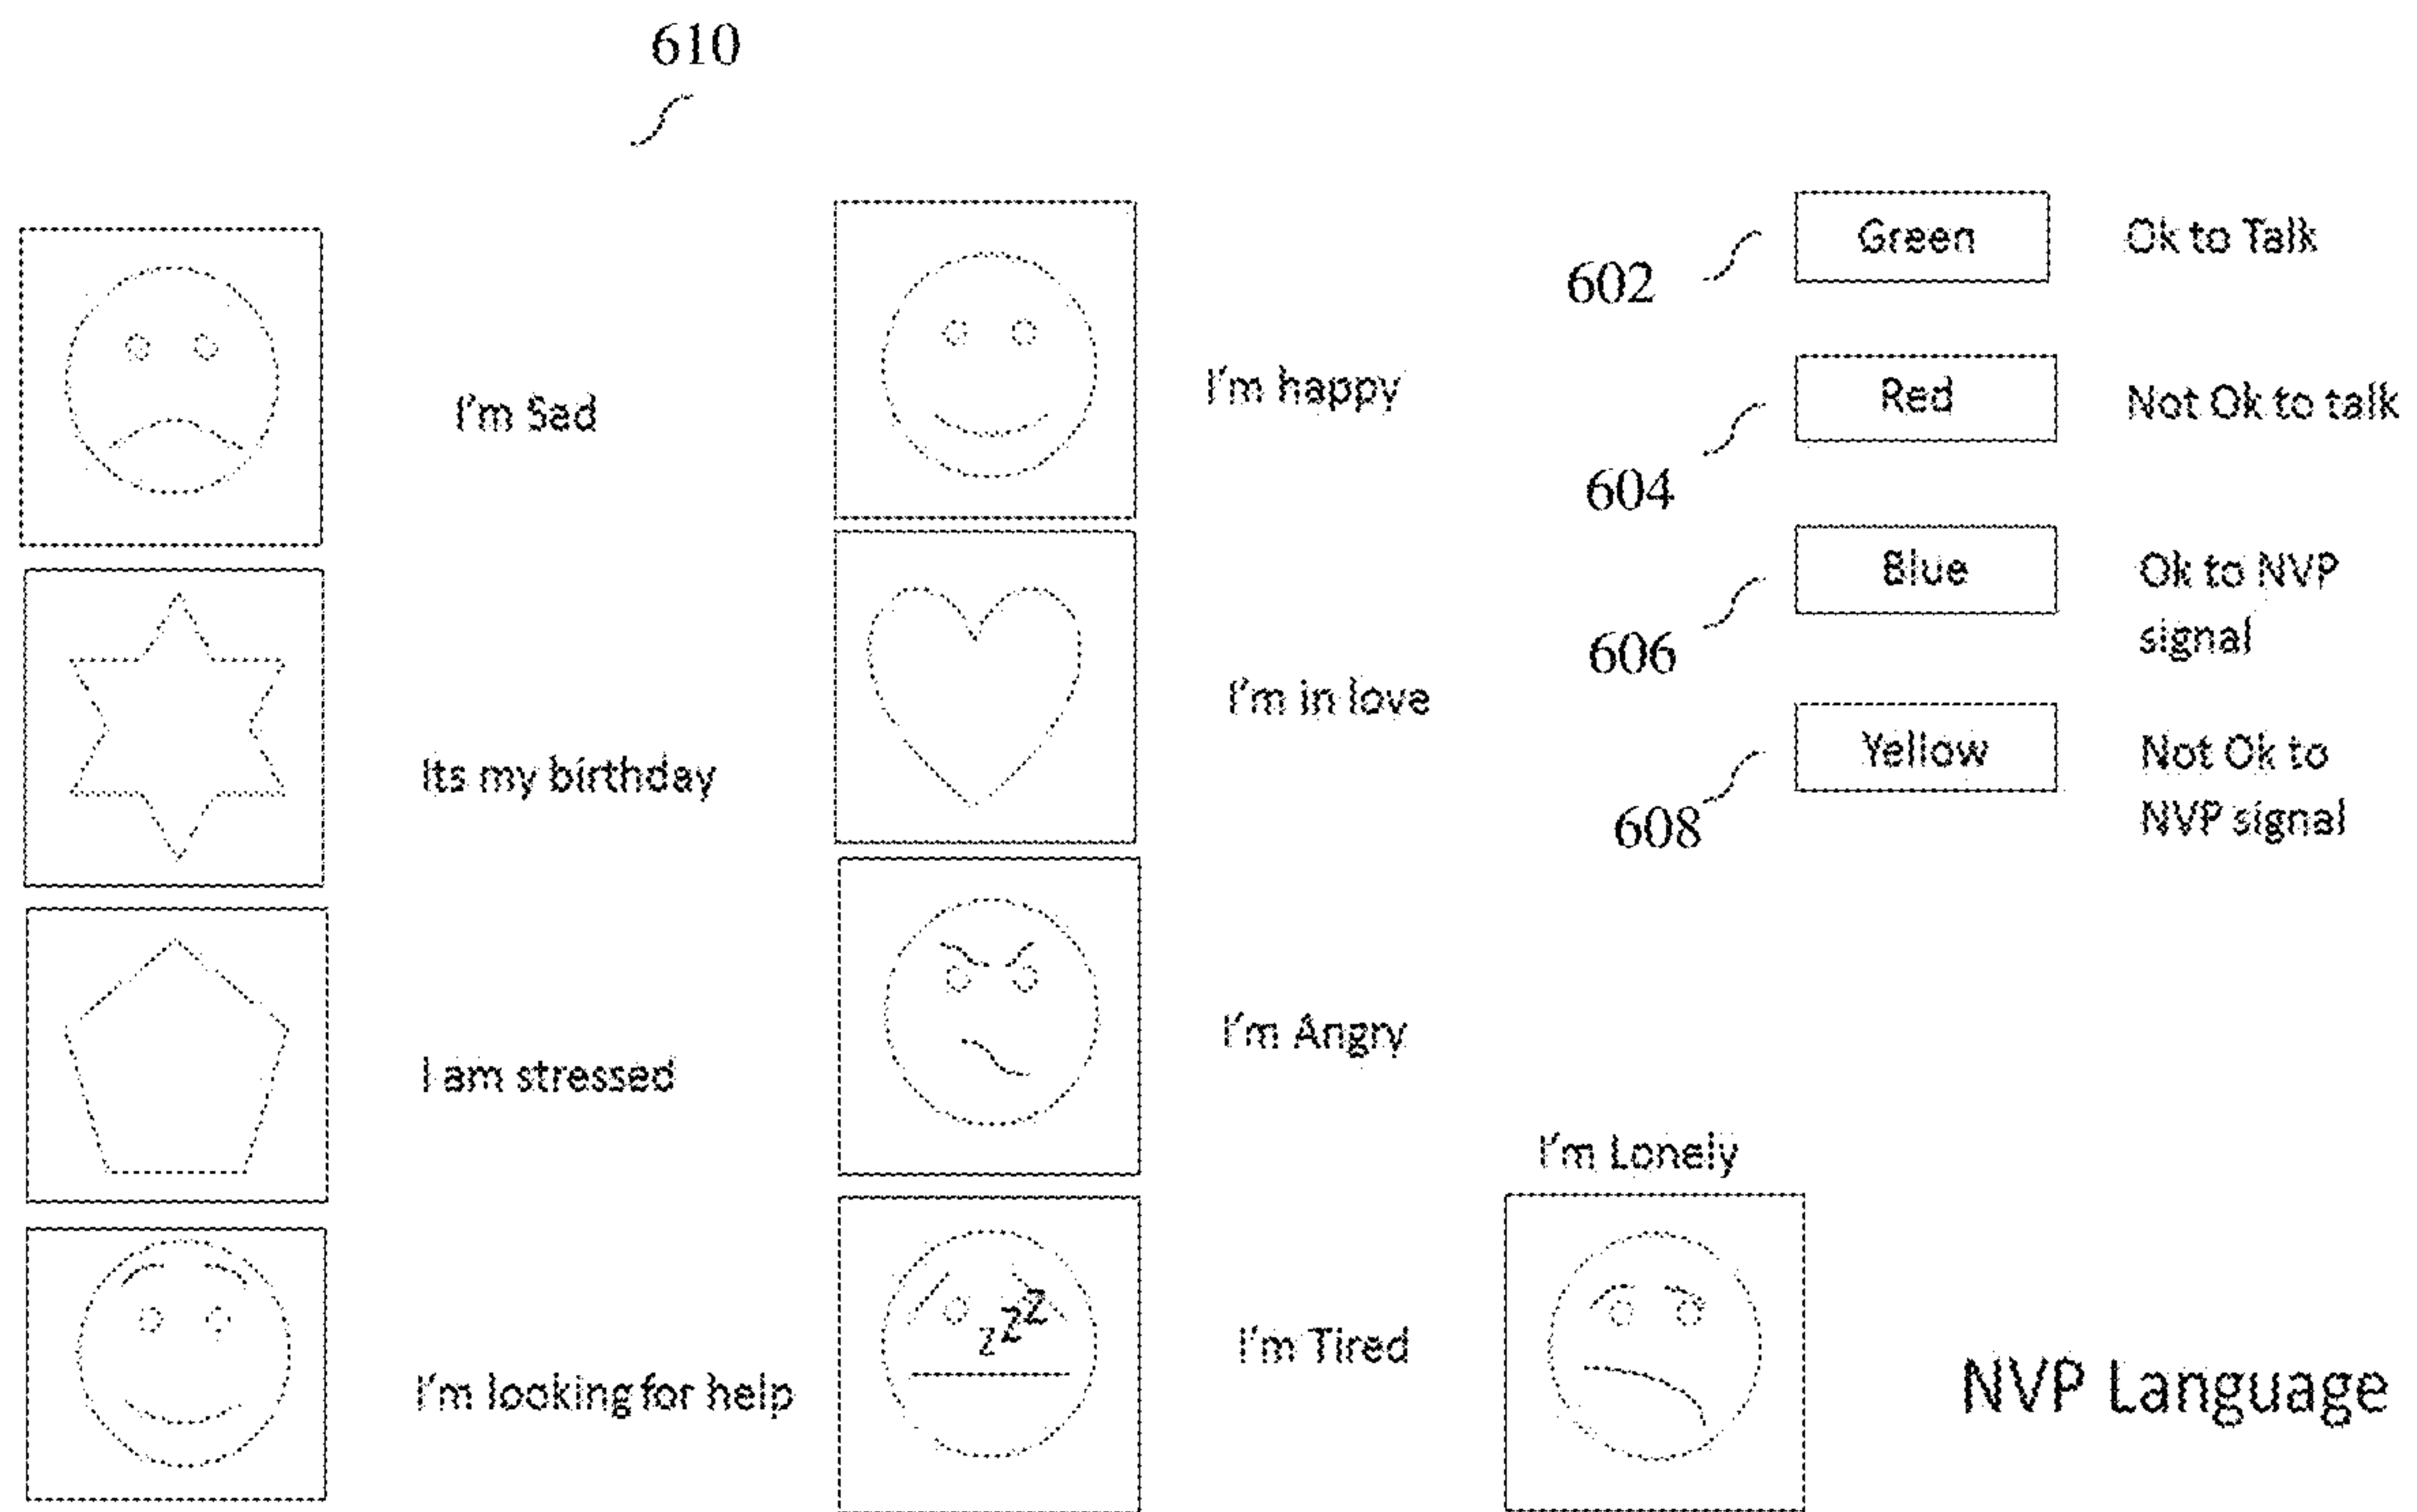 610
I'm Sad
Its my birthday
I am stressed
I'm looking for help
I'm happy
I'm in love
I'm Angry
zZZ
I'm Tired
602
Green
Ok to Talk
604
Red
Not Ok to talk
606
Blue
Ok to NVP
signal
608
Yellow
Not Ok to
NVP signal
I'm Lonely
NVP Language